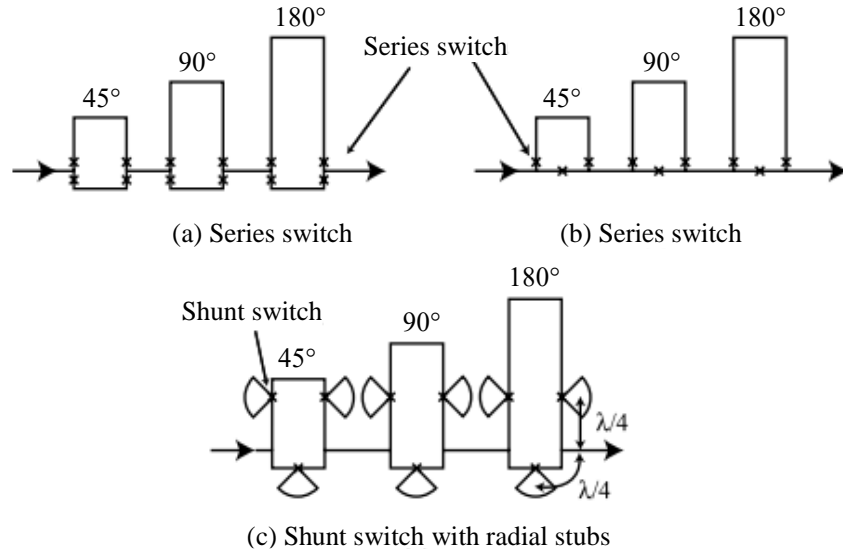 180°
90°
45°
Series switch
180°
90°
45°
(a) Series switch
(b) Series switch
180°
Shunt switch
90°
45°
λ/4
λ/4
(c) Shunt switch with radial stubs